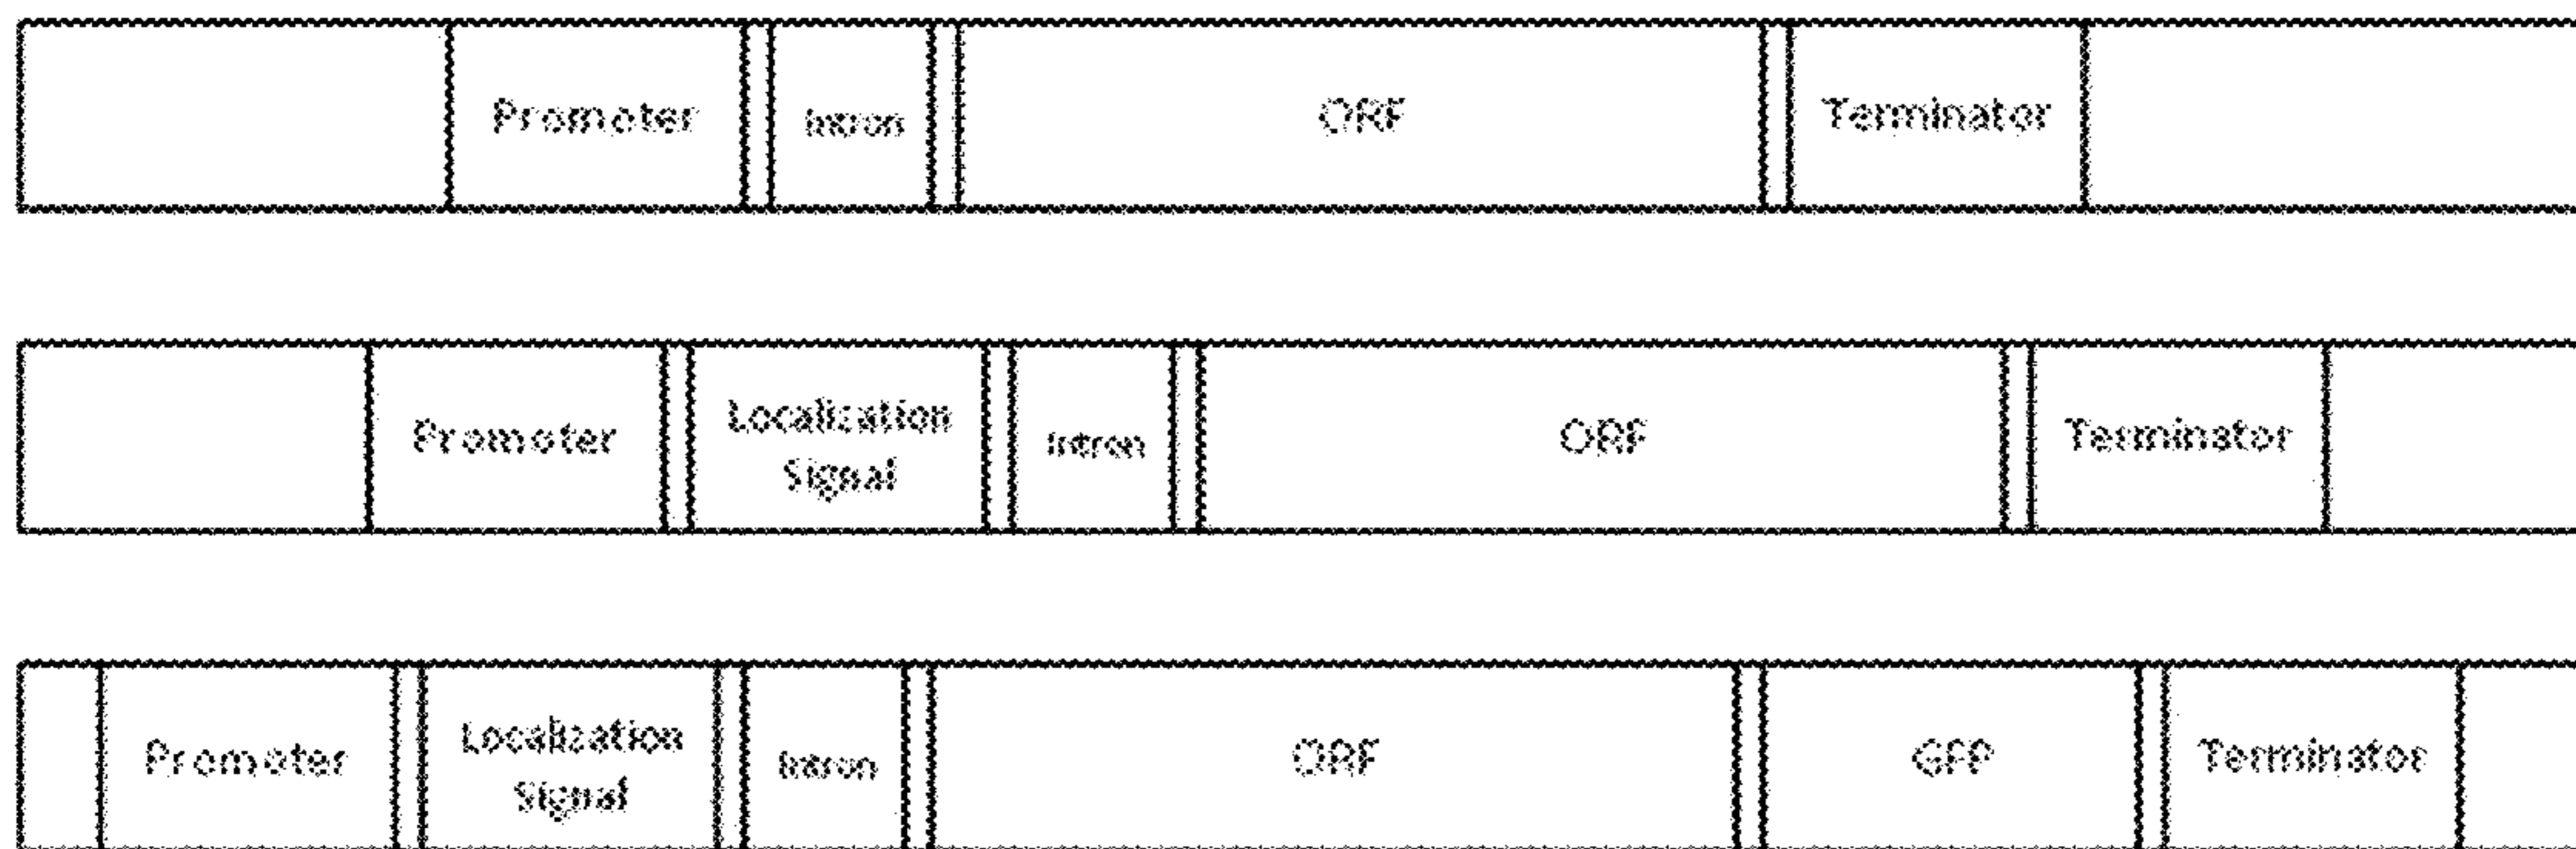 Promoter Intron ORF Terminator
Promoter Localization Signal Intron ORF Terminator
Promoter Localization Signal Intron ORF GFP Terminator